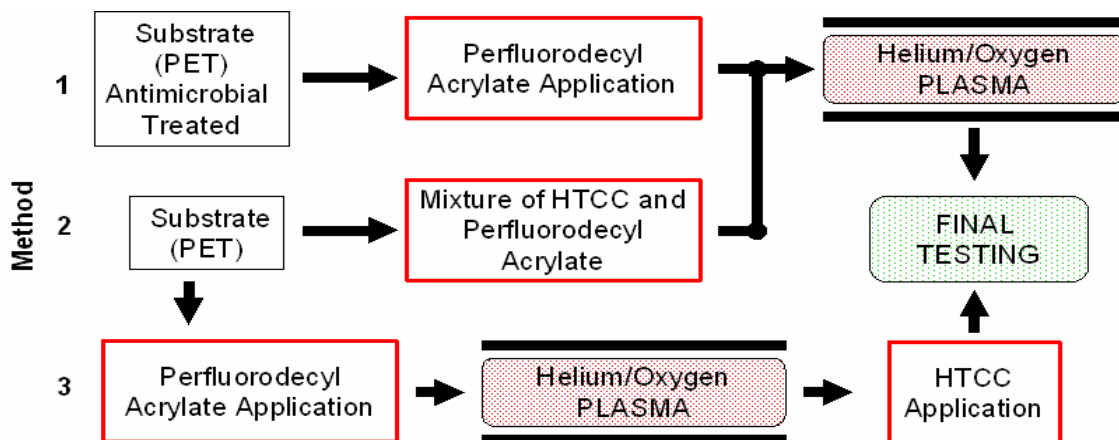 Method
1
Substrate
(PET)
Antimicrobial
Treated
Perfluorodecyl
Acrylate Application
Helium/Oxygen
PLASMA
2
Substrate
(PET)
Mixture of HTCC and
Perfluorodecyl
Acrylate
FINAL
TESTING
3
Perfluorodecyl
Acrylate Application
Helium/Oxygen
PLASMA
HTCC
Application